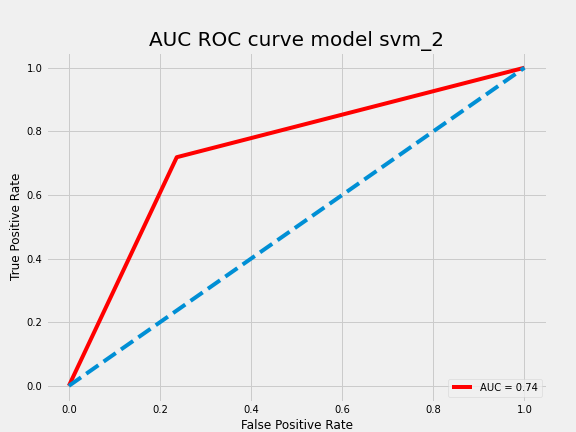 AUC ROC curve model svm_2
True Positive Rate
1.0
0.8
0.6
0.4
0.2
0.0
0.0 0.2 0.4 0.6 0.8 1.0
False Positive Rate
AUC = 0.74